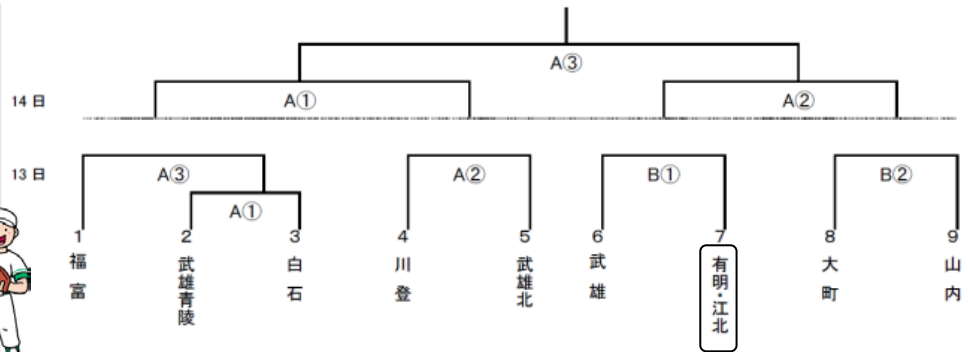 A③
14日
A①
A②
13日
A③
A②
B①
B②
A①
1
2
3
4
5
6
7
8
9
福富
武雄青陵
白石
川登
武雄北
武雄
有明・江北
大町
山内